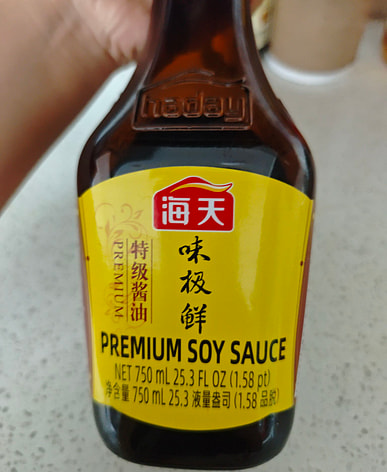 haday
海天
味极鲜
特级酱油
PREMIUM
PREMIUM SOY SAUCE
NET 750 mL 25.3 FL OZ (1.58 pt)
净含量 750 mL 25.3 液量盎司 (1.58 品脱)